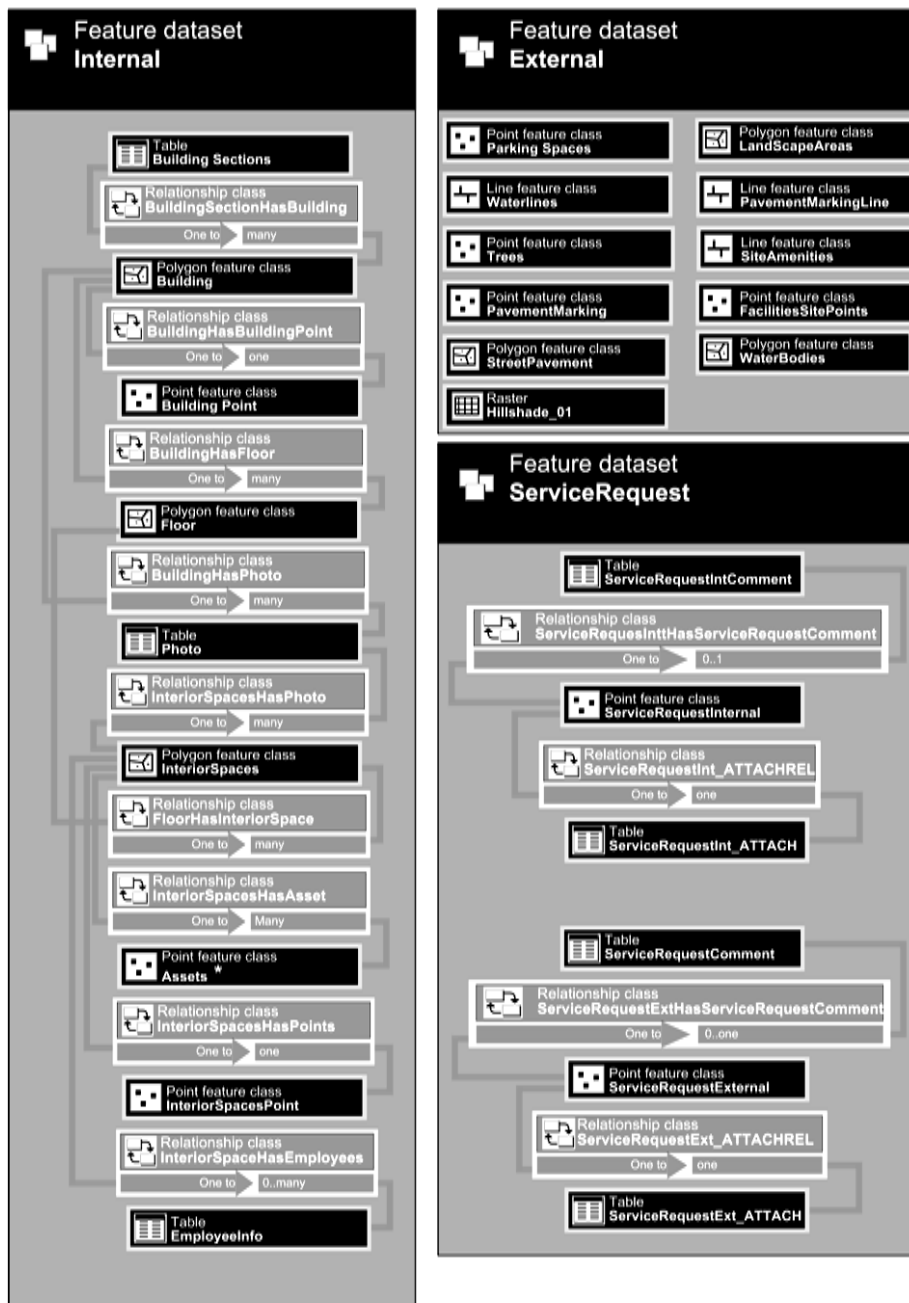 Feature dataset
Internal
Table
Building Sections
Relationship class
BuildingSectionHasBuilding
One to many
Polygon feature class
Building
Relationship class
BuildingHasBuildingPoint
One to one
Point feature class
Building Point
Relationship class
BuildingHasFloor
One to many
Polygon feature class
Floor
Relationship class
BuildingHasPhoto
One to many
Table
Photo
Relationship class
InteriorSpacesHasPhoto
One to many
Polygon feature class
InteriorSpaces
Relationship class
FloorHasInteriorSpace
One to many
Relationship class
InteriorSpacesHasAsset
One to Many
Point feature class
Assets *
Relationship class
InteriorSpacesHasPoints
One to one
Point feature class
InteriorSpacesPoint
Relationship class
InteriorSpaceHasEmployees
One to 0..many
Table
EmployeeInfo
Feature dataset
External
Point feature class
Parking Spaces
Polygon feature class
LandScapeAreas
Line feature class
Waterlines
Line feature class
PavementMarkingLine
Point feature class
Trees
Line feature class
SiteAmenities
Point feature class
PavementMarking
Point feature class
FacilitiesSitePoints
Polygon feature class
StreetPavement
Polygon feature class
WaterBodies
Raster
Hillshade_01
Feature dataset
ServiceRequest
Table
ServiceRequestIntComment
Relationship class
ServiceRequesInttHasServiceRequestComment
One to 0..1
Point feature class
ServiceRequestInternal
Relationship class
ServiceRequestInt_ATTACHREL
One to one
Table
ServiceRequestInt_ATTACH
Table
ServiceRequestComment
Relationship class
ServiceRequestExtHasServiceRequestComment
One to 0..one
Point feature class
ServiceRequestExternal
Relationship class
ServiceRequestExt_ATTACHREL
One to one
Table
ServiceRequestExt_ATTACH